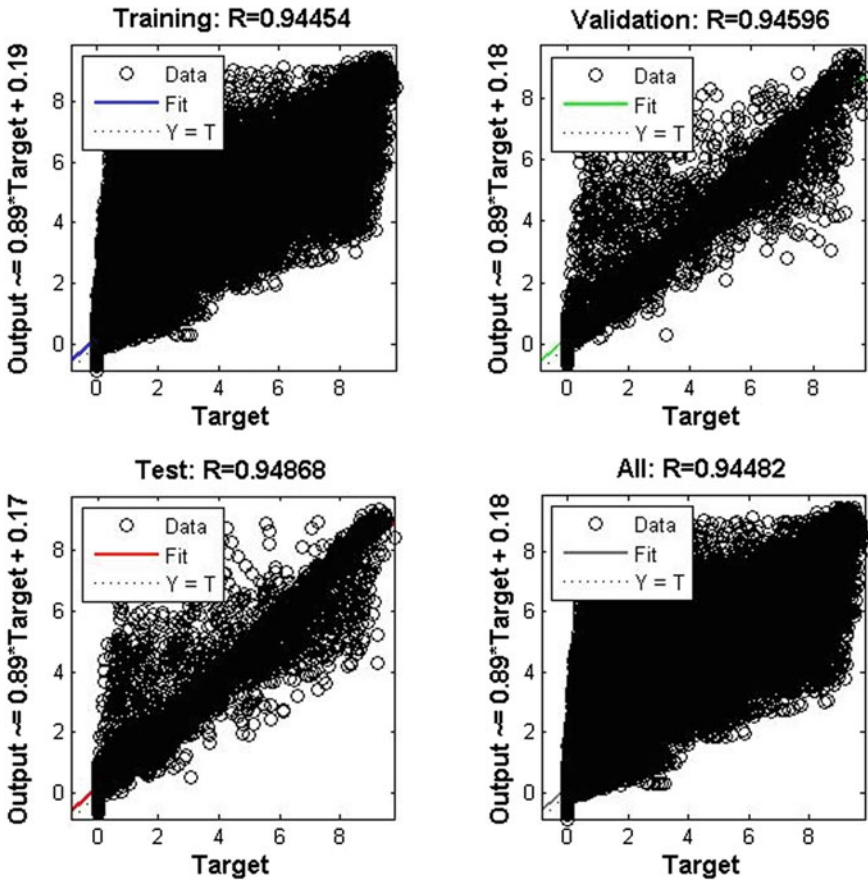 Training: R=0.94454
Output ~= 0.89*Target + 0.19
8
6
4
2
0
Data
Fit
Y = T
0 2 4 6 8
Target
Validation: R=0.94596
Output ~= 0.89*Target + 0.18
8
6
4
2
0
Data
Fit
Y = T
0 2 4 6 8
Target
Test: R=0.94868
Output ~= 0.89*Target + 0.17
8
6
4
2
0
Data
Fit
Y = T
0 2 4 6 8
Target
All: R=0.94482
Output ~= 0.89*Target + 0.18
8
6
4
2
0
Data
Fit
Y = T
0 2 4 6 8
Target